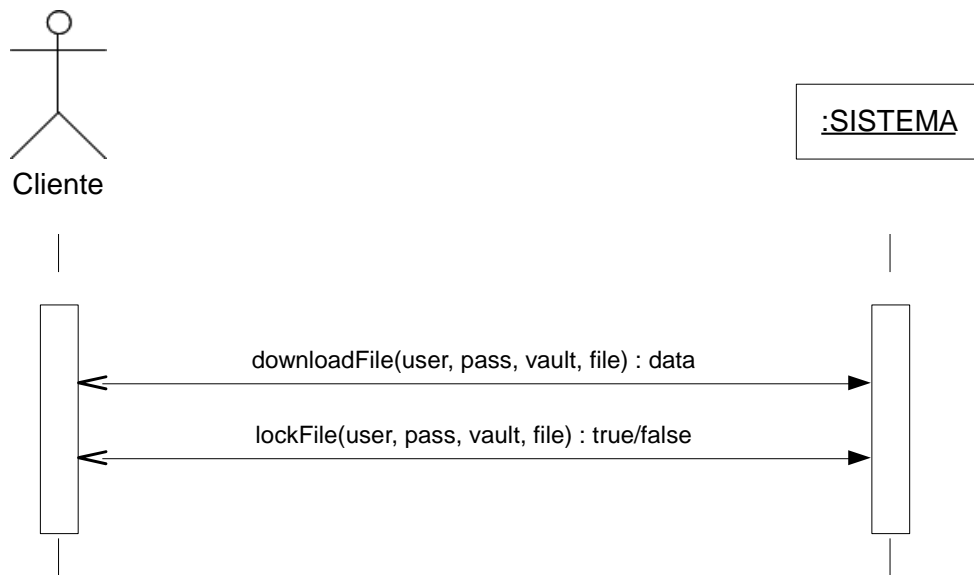 :SISTEMA
Cliente
downloadFile(user, pass, vault, file) : data
lockFile(user, pass, vault, file) : true/false